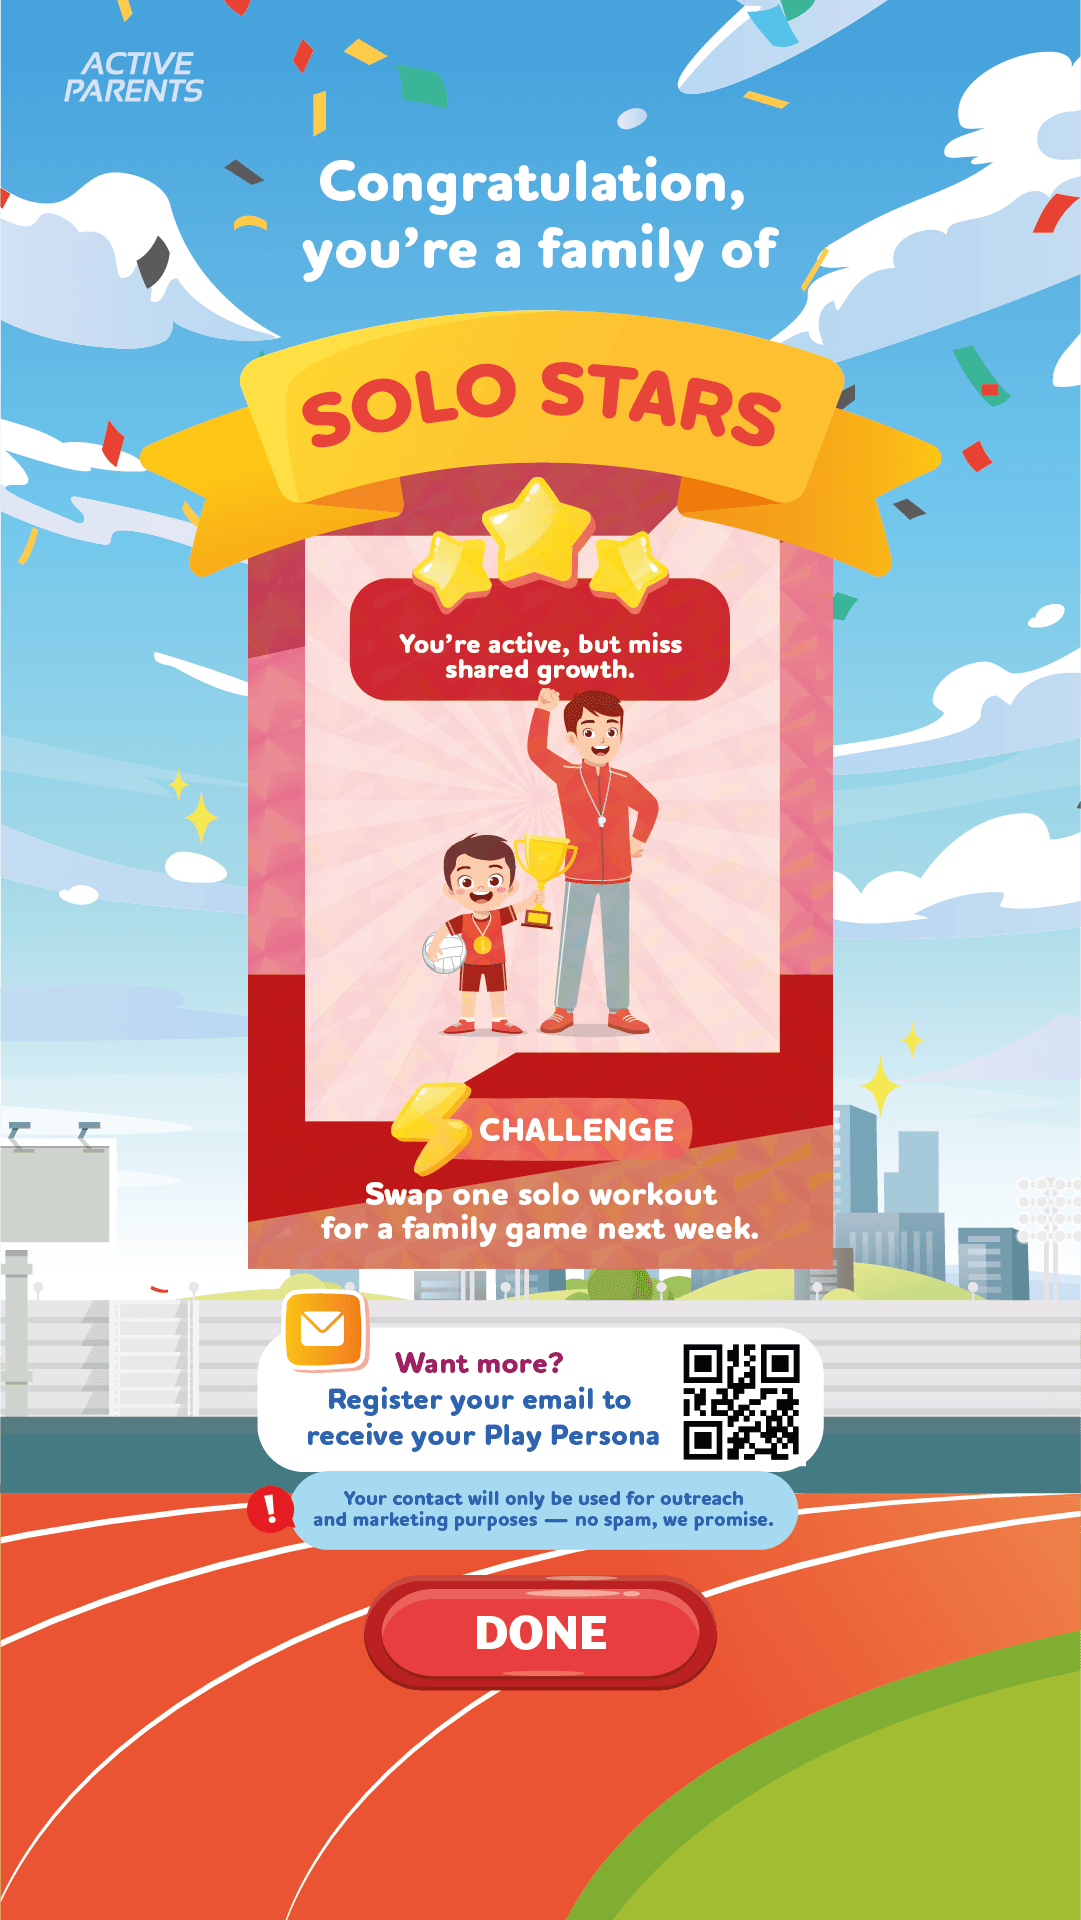 ACTIVE
PARENTS
Congratulation,
you're a family of
SOLO STARS
You're active, but miss
shared growth.
CHALLENGE
Swap one solo workout
for a family game next week.
Want more?
Register your email to
receive your Play Persona
Your contact will only be used for outreach
and marketing purposes — no spam, we promise.
DONE